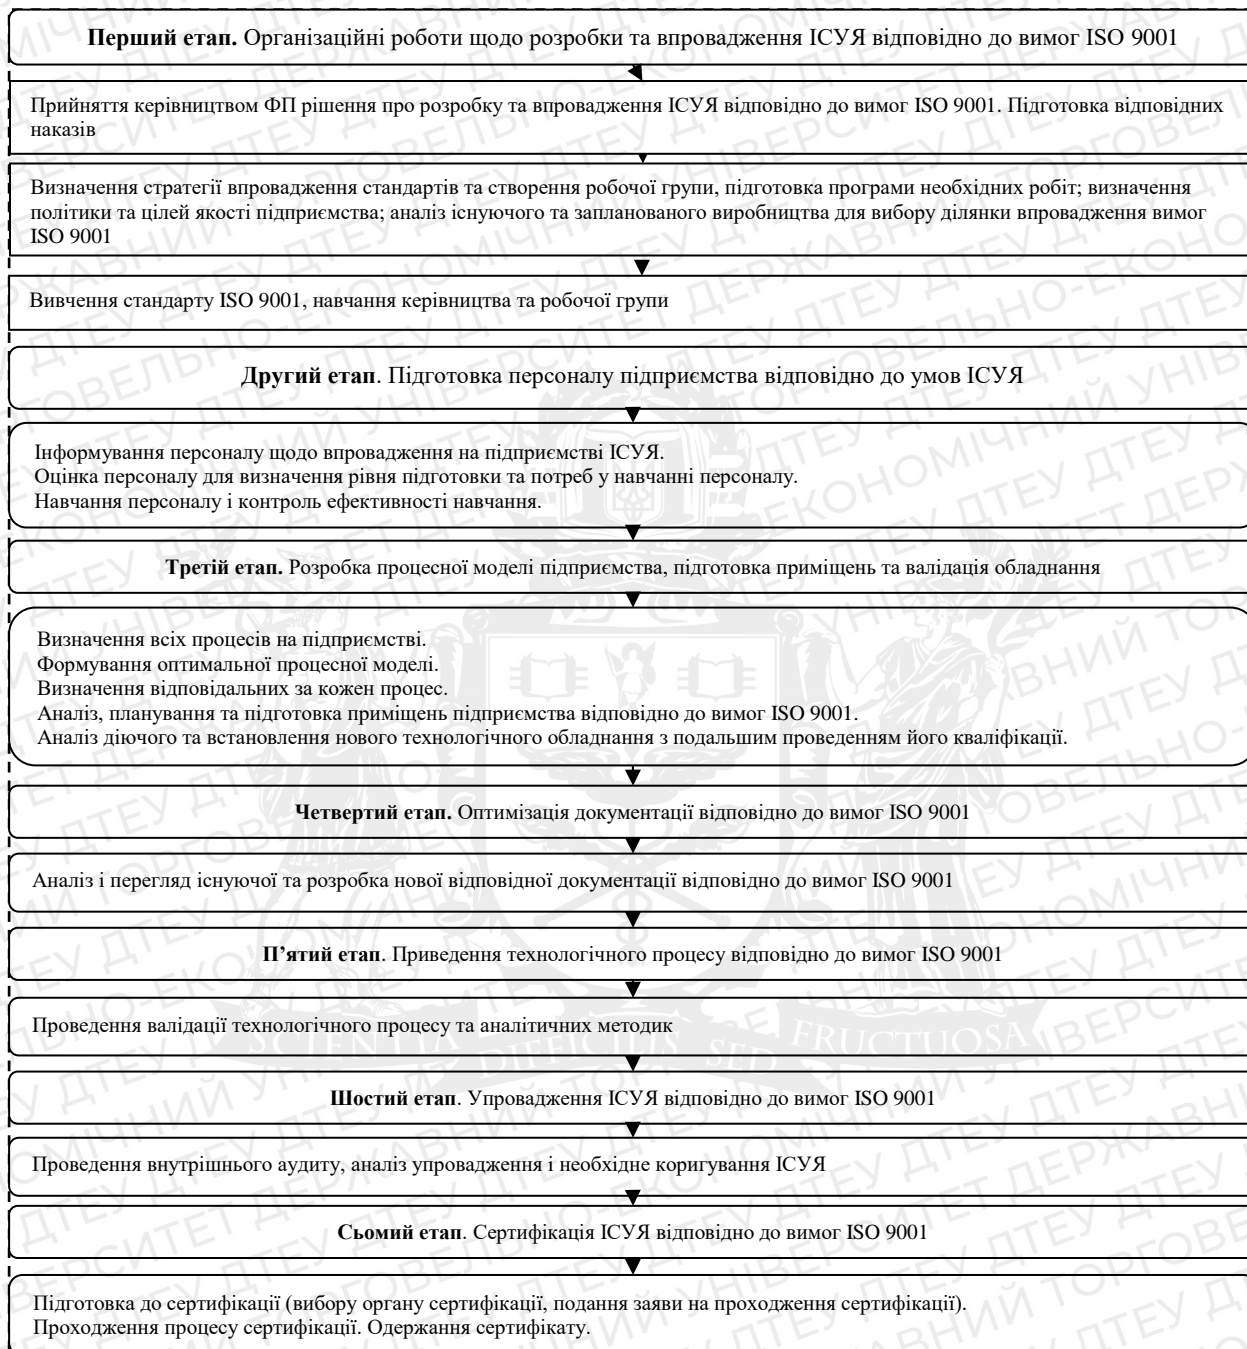 Перший етап. Організаційні роботи щодо розробки та впровадження ІСУЯ відповідно до вимог ISO 9001
Прийняття керівництвом ФП рішення про розробку та впровадження ІСУЯ відповідно до вимог ISO 9001. Підготовка відповідних
наказів
Визначення стратегії впровадження стандартів та створення робочої групи, підготовка програми необхідних робіт; визначення
політики та цілей якості підприємства; аналіз існуючого та запланованого виробництва для вибору ділянки впровадження вимог
ISO 9001
Вивчення стандарту ISO 9001, навчання керівництва та робочої групи
Другий етап. Підготовка персоналу підприємства відповідно до умов ІСУЯ
Інформування персоналу щодо впровадження на підприємстві ІСУЯ.
Оцінка персоналу для визначення рівня підготовки та потреб у навчанні персоналу.
Навчання персоналу і контроль ефективності навчання.
Третій етап. Розробка процесної моделі підприємства, підготовка приміщень та валідація обладнання
Визначення всіх процесів на підприємстві.
Формування оптимальної процесної моделі.
Визначення відповідальних за кожен процес.
Аналіз, планування та підготовка приміщень підприємства відповідно до вимог ISO 9001.
Аналіз діючого та встановлення нового технологічного обладнання з подальшим проведенням його кваліфікації.
Четвертий етап. Оптимізація документації відповідно до вимог ISO 9001
Аналіз і перегляд існуючої та розробка нової відповідної документації відповідно до вимог ISO 9001
П’ятий етап. Приведення технологічного процесу відповідно до вимог ISO 9001
Проведення валідації технологічного процесу та аналітичних методик
SCIENTIA DIFFICILIS SED FRUCTUOSA
Шостий етап. Упровадження ІСУЯ відповідно до вимог ISO 9001
Проведення внутрішнього аудиту, аналіз упровадження і необхідне коригування ІСУЯ
Сьомий етап. Сертифікація ІСУЯ відповідно до вимог ISO 9001
Підготовка до сертифікації (вибору органу сертифікації, подання заяви на проходження сертифікації).
Проходження процесу сертифікації. Одержання сертифікату.